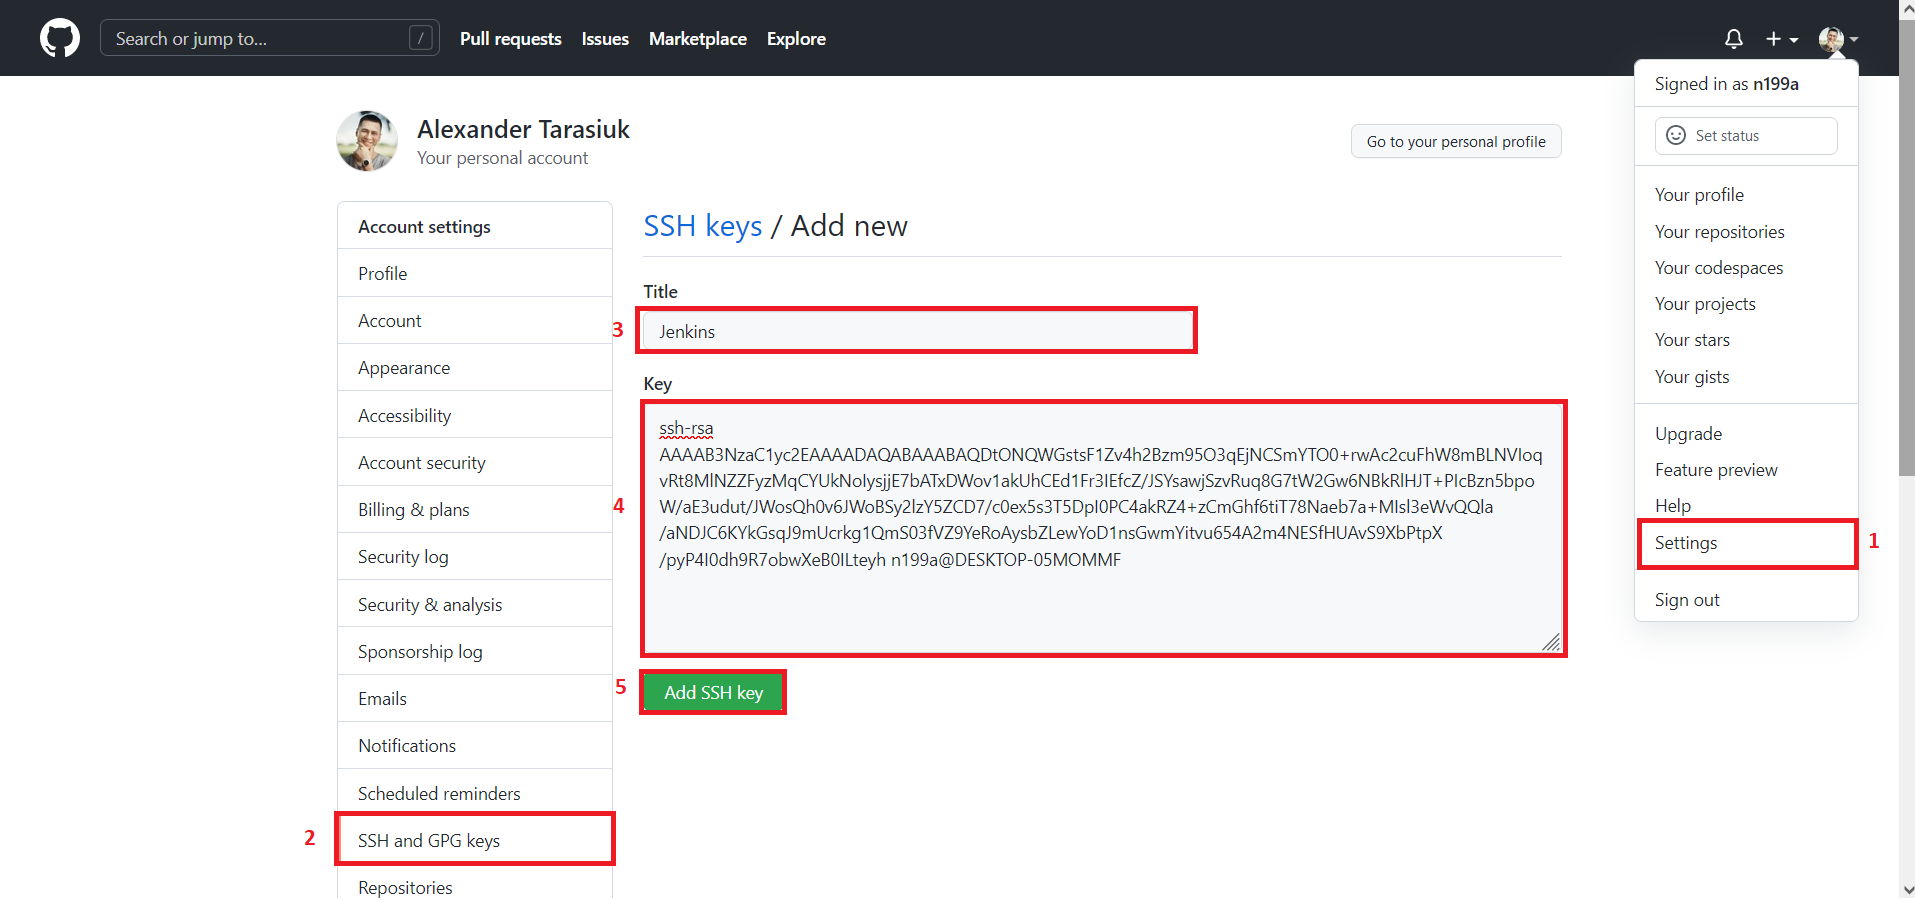 Search or jump to...
/
Pull requests
Issues
Marketplace
Explore
Signed in as n199a
Set status
Your profile
Your repositories
Your codespaces
Your projects
Your stars
Your gists
Upgrade
Feature preview
Help
Settings
1
Sign out
Alexander Tarasiuk
Your personal account
Go to your personal profile
Account settings
Profile
Account
Appearance
Accessibility
Account security
Billing & plans
Security log
Security & analysis
Sponsorship log
Emails
Notifications
Scheduled reminders
2
SSH and GPG keys
Repositories
SSH keys / Add new
Title
3
Jenkins
Key
4
ssh-rsa
AAAAB3NzaC1yc2EAAAADAQABAAABAQDtONQWGstsF1Zv4h2Bzm95O3qEjNCSmYTO0+rwAc2cuFhW8mBLNVIoq
vRt8MlNZZFyzMqCYUkNoIysjjE7bATxDWov1akUhCEd1Fr3IEfcZ/JSYsawjSzvRuq8G7tW2Gw6NBkRlHJT+PIcBzn5bpo
W/aE3udut/JWosQh0v6JWoBSy2lzY5ZCD7/c0ex5s3T5DpI0PC4akRZ4+zCmGhf6tiT78Naeb7a+MIsl3eWvQQla
/aNDJC6KYkGsqJ9mUcrkg1QmS03fVZ9YeRoAysbZLewYoD1nsGwmYitvu654A2m4NESfHUAvS9XbPtpX
/pyP4I0dh9R7obwXeB0ILteyh n199a@DESKTOP-05MOMMF
5
Add SSH key